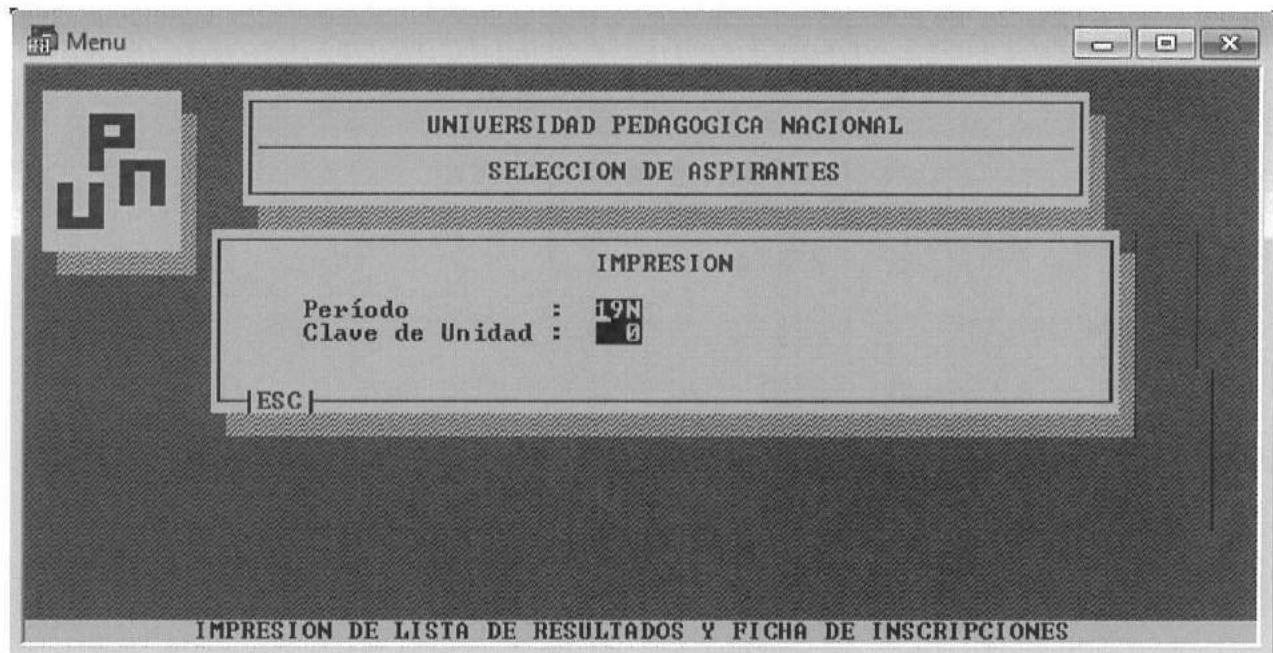 Menu
UPN
UNIVERSIDAD PEDAGOGICA NACIONAL
SELECCION DE ASPIRANTES
IMPRESION
Período : 19N
Clave de Unidad : 0
ESC
IMPRESION DE LISTA DE RESULTADOS Y FICHA DE INSCRIPCIONES